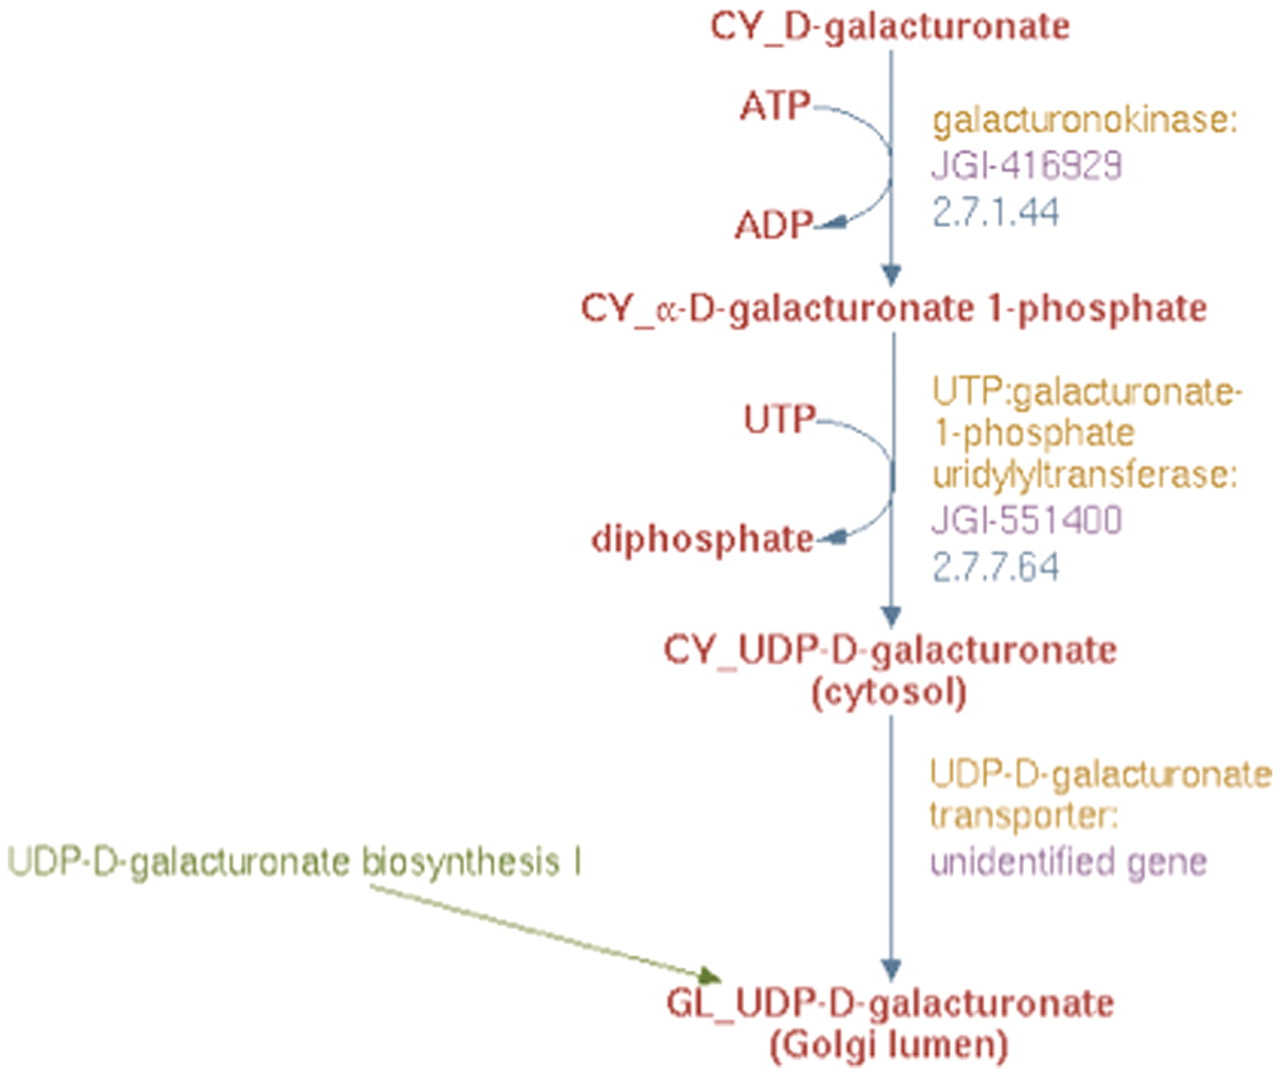 CY_D-galacturonate
ATP
galacturonokinase:
JGI-416929
ADP
2.7.1.44
CY_α-D-galacturonate 1-phosphate
UTP:galacturonate-
1-phosphate
uridylyltransferase:
UTP
JGI-551400
diphosphate
2.7.7.64
CY_UDP-D-galacturonate
(cytosol)
UDP-D-galacturonate
transporter:
unidentified gene
UDP-D-galacturonate biosynthesis I
GL_UDP-D-galacturonate
(Golgi lumen)